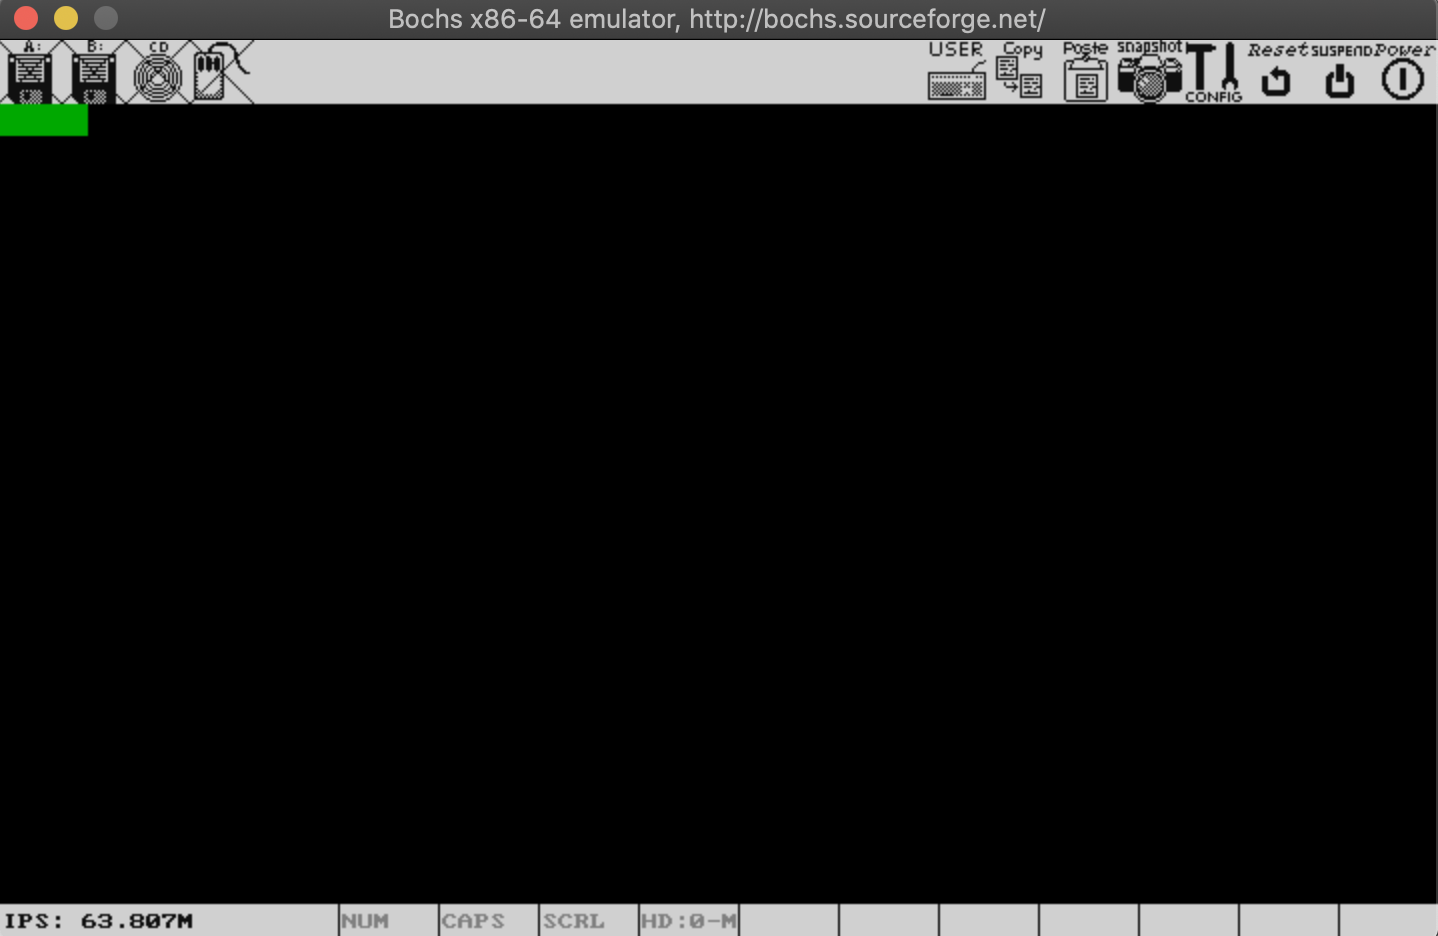 Bochs x86-64 emulator, http://bochs.sourceforge.net/
A: B: CD USER Copy Paste snapshot Reset SUSPEND Power
CONFIG
IPS: 63.807M NUM CAPS SCRL HD:0-M